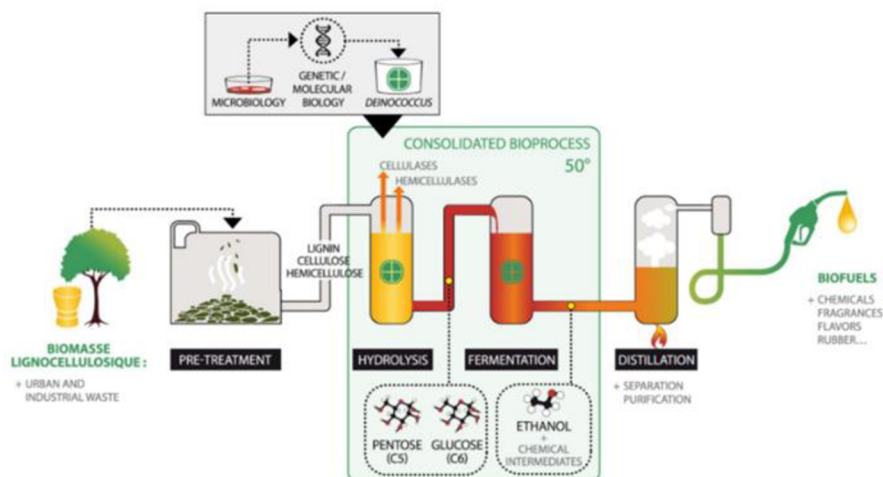 MICROBIOLOGY
GENETIC /
MOLECULAR
BIOLOGY
DEINOCOCCUS
CONSOLIDATED BIOPROCESS
50°
CELLULASES
HEMICELLULASES
LIGNIN
CELLULOSE
HEMICELLULOSE
BIOMASSE
LIGNOCELLULOSIQUE :
+ URBAN AND
INDUSTRIAL WASTE
PRE-TREATMENT
HYDROLYSIS
FERMENTATION
DISTILLATION
+ SEPARATION
PURIFICATION
BIOFUELS
+ CHEMICALS
FRAGRANCES
FLAVORS
RUBBER...
PENTOSE
(C5)
GLUCOSE
(C6)
ETHANOL
+
CHEMICAL
INTERMEDIATES